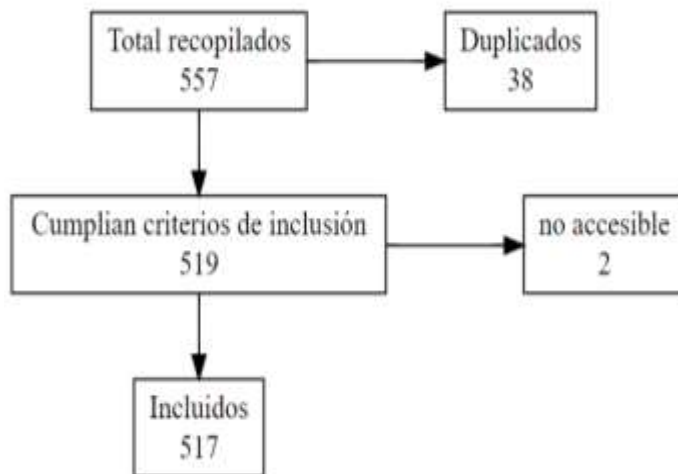 Total recopilados
557
Duplicados
38
Cumplian criterios de inclusión
519
no accesible
2
Incluidos
517